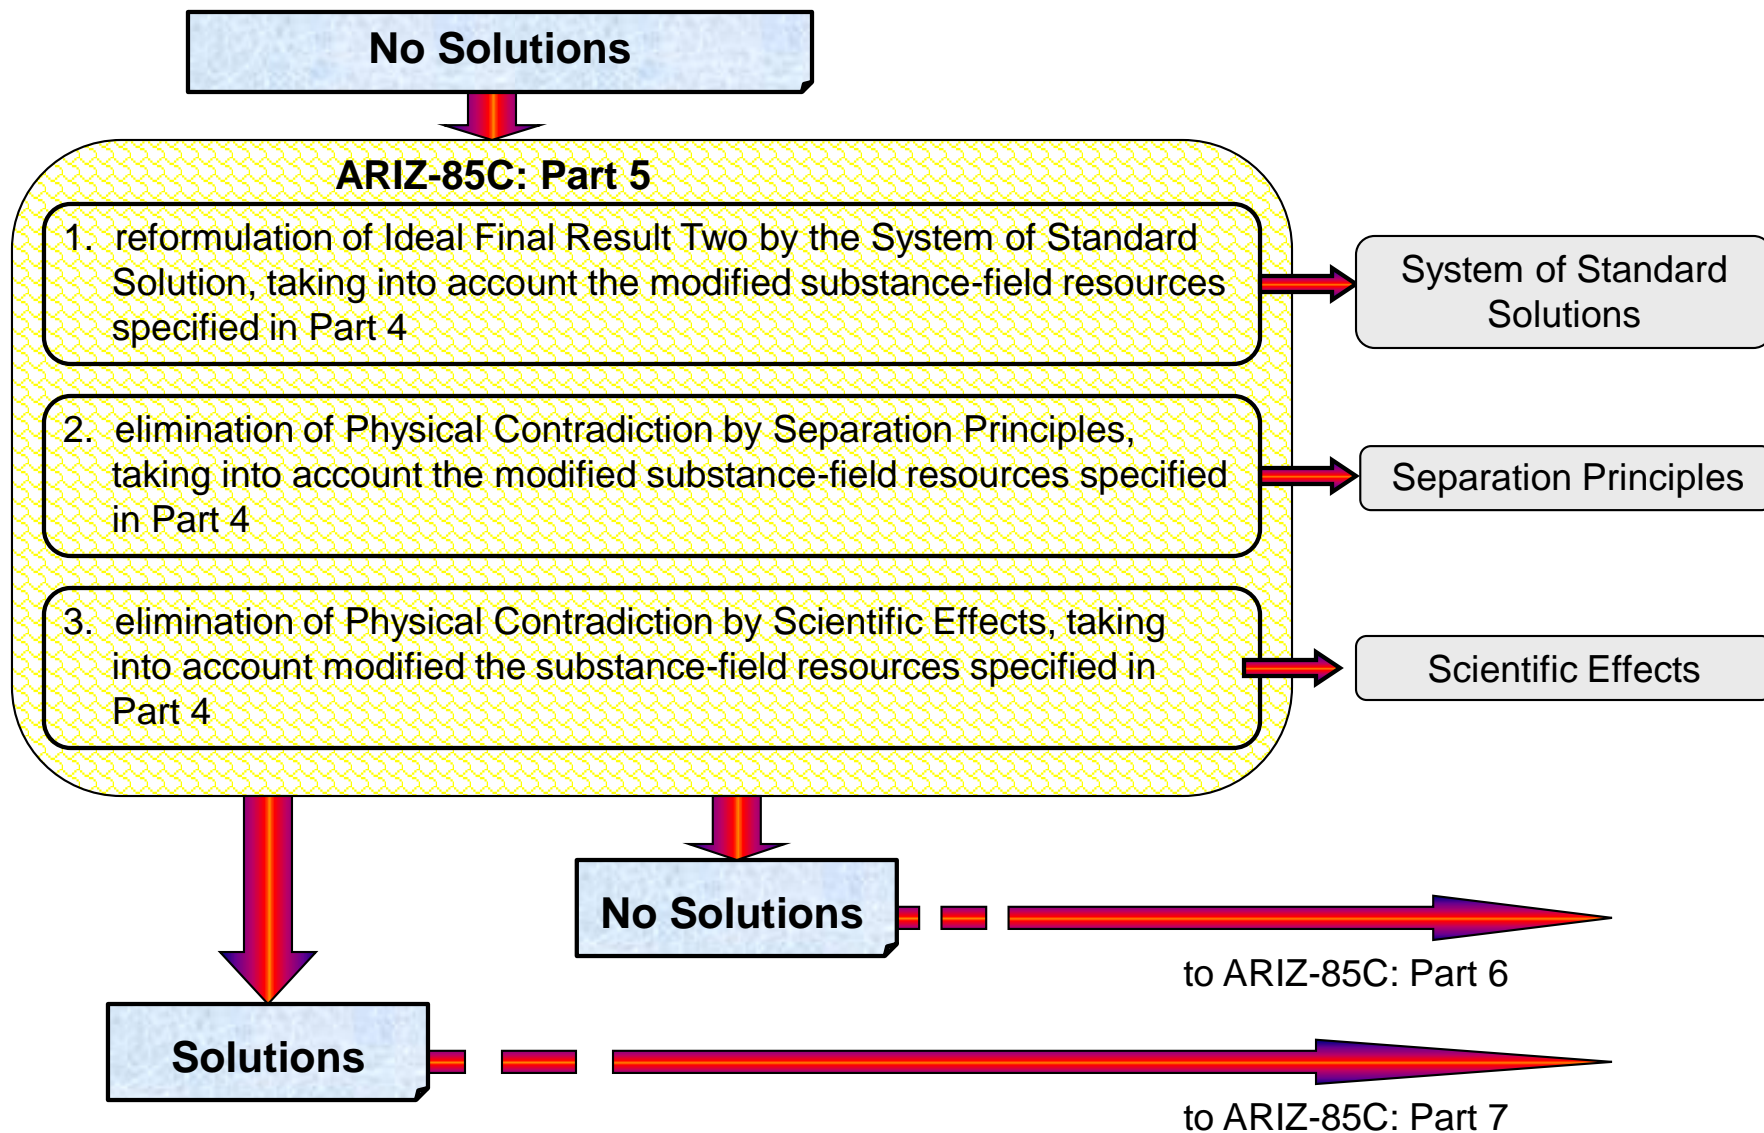 No Solutions
ARIZ-85C: Part 5
1. reformulation of Ideal Final Result Two by the System of Standard
Solution, taking into account the modified substance-field resources
specified in Part 4
System of Standard
Solutions
2. elimination of Physical Contradiction by Separation Principles,
taking into account the modified substance-field resources specified
in Part 4
Separation Principles
3. elimination of Physical Contradiction by Scientific Effects, taking
into account modified the substance-field resources specified in
Part 4
Scientific Effects
No Solutions
to ARIZ-85C: Part 6
Solutions
to ARIZ-85C: Part 7